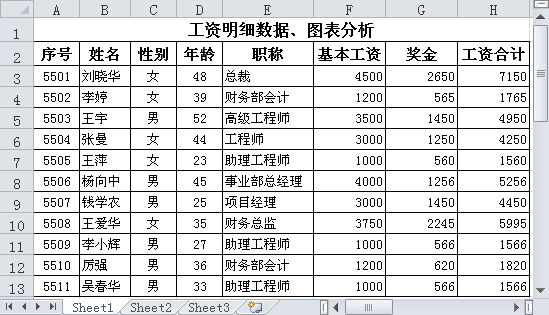 A B C D E F G H
1 工资明细数据、图表分析
2 序号 姓名 性别 年龄 职称 基本工资 奖金 工资合计
3 5501 刘晓华 女 48 总裁 4500 2650 7150
4 5502 李婷 女 39 财务部会计 1200 565 1765
5 5503 王宇 男 52 高级工程师 3500 1450 4950
6 5504 张曼 女 44 工程师 3000 1250 4250
7 5505 王萍 女 23 助理工程师 1000 560 1560
8 5506 杨向中 男 45 事业部总经理 4000 1256 5256
9 5507 钱学农 男 25 项目经理 3000 1450 4450
10 5508 王爱华 女 35 财务总监 3750 2245 5995
11 5509 李小辉 男 27 助理工程师 1000 566 1566
12 5510 厉强 男 36 财务部会计 1200 620 1820
13 5511 吴春华 男 33 助理工程师 1000 566 1566
Sheet1 Sheet2 Sheet3